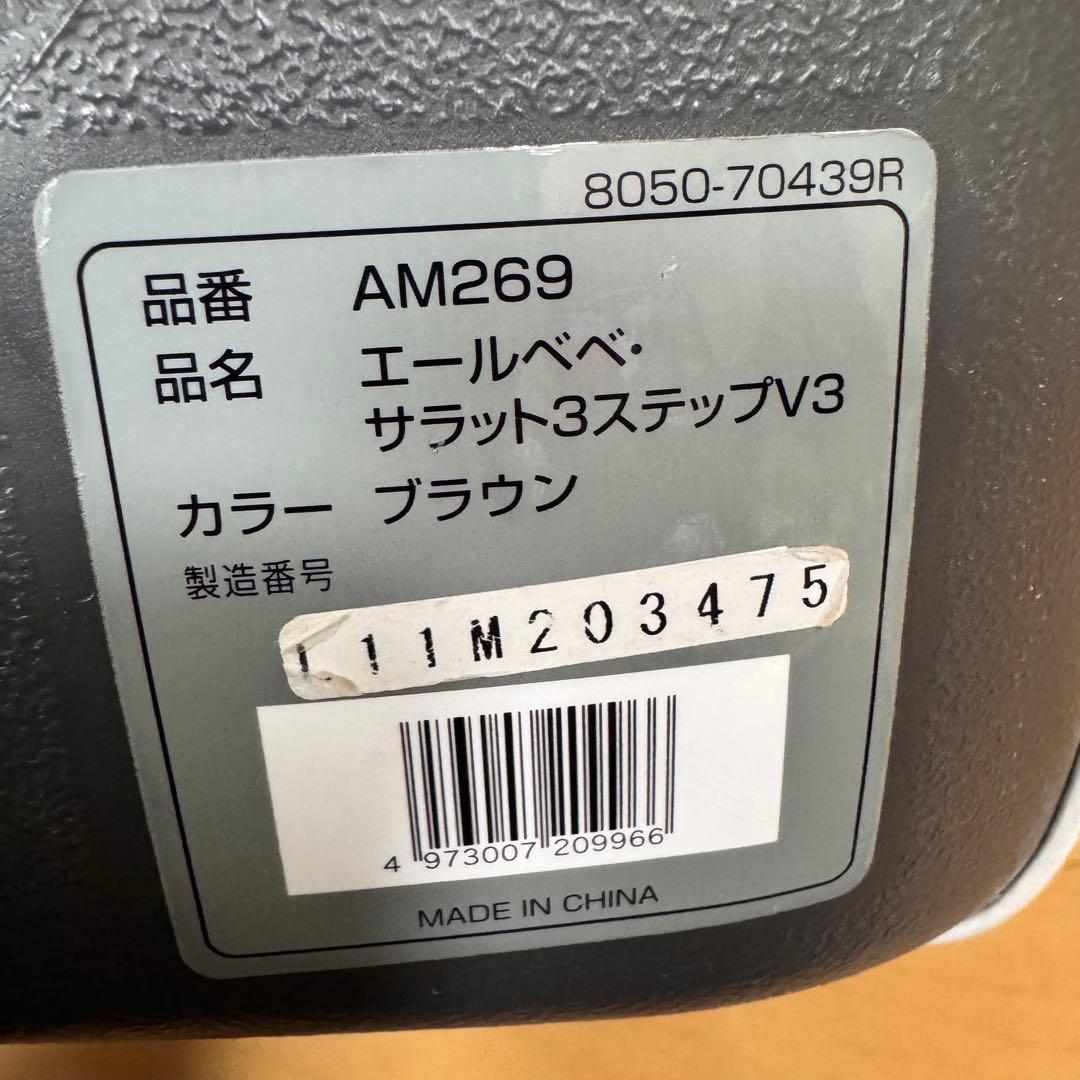 8050-70439R
品番 AM269
品名 エールベベ・
サラット3ステップV3
カラー ブラウン
製造番号
111M203475
4 973007 209966
MADE IN CHINA